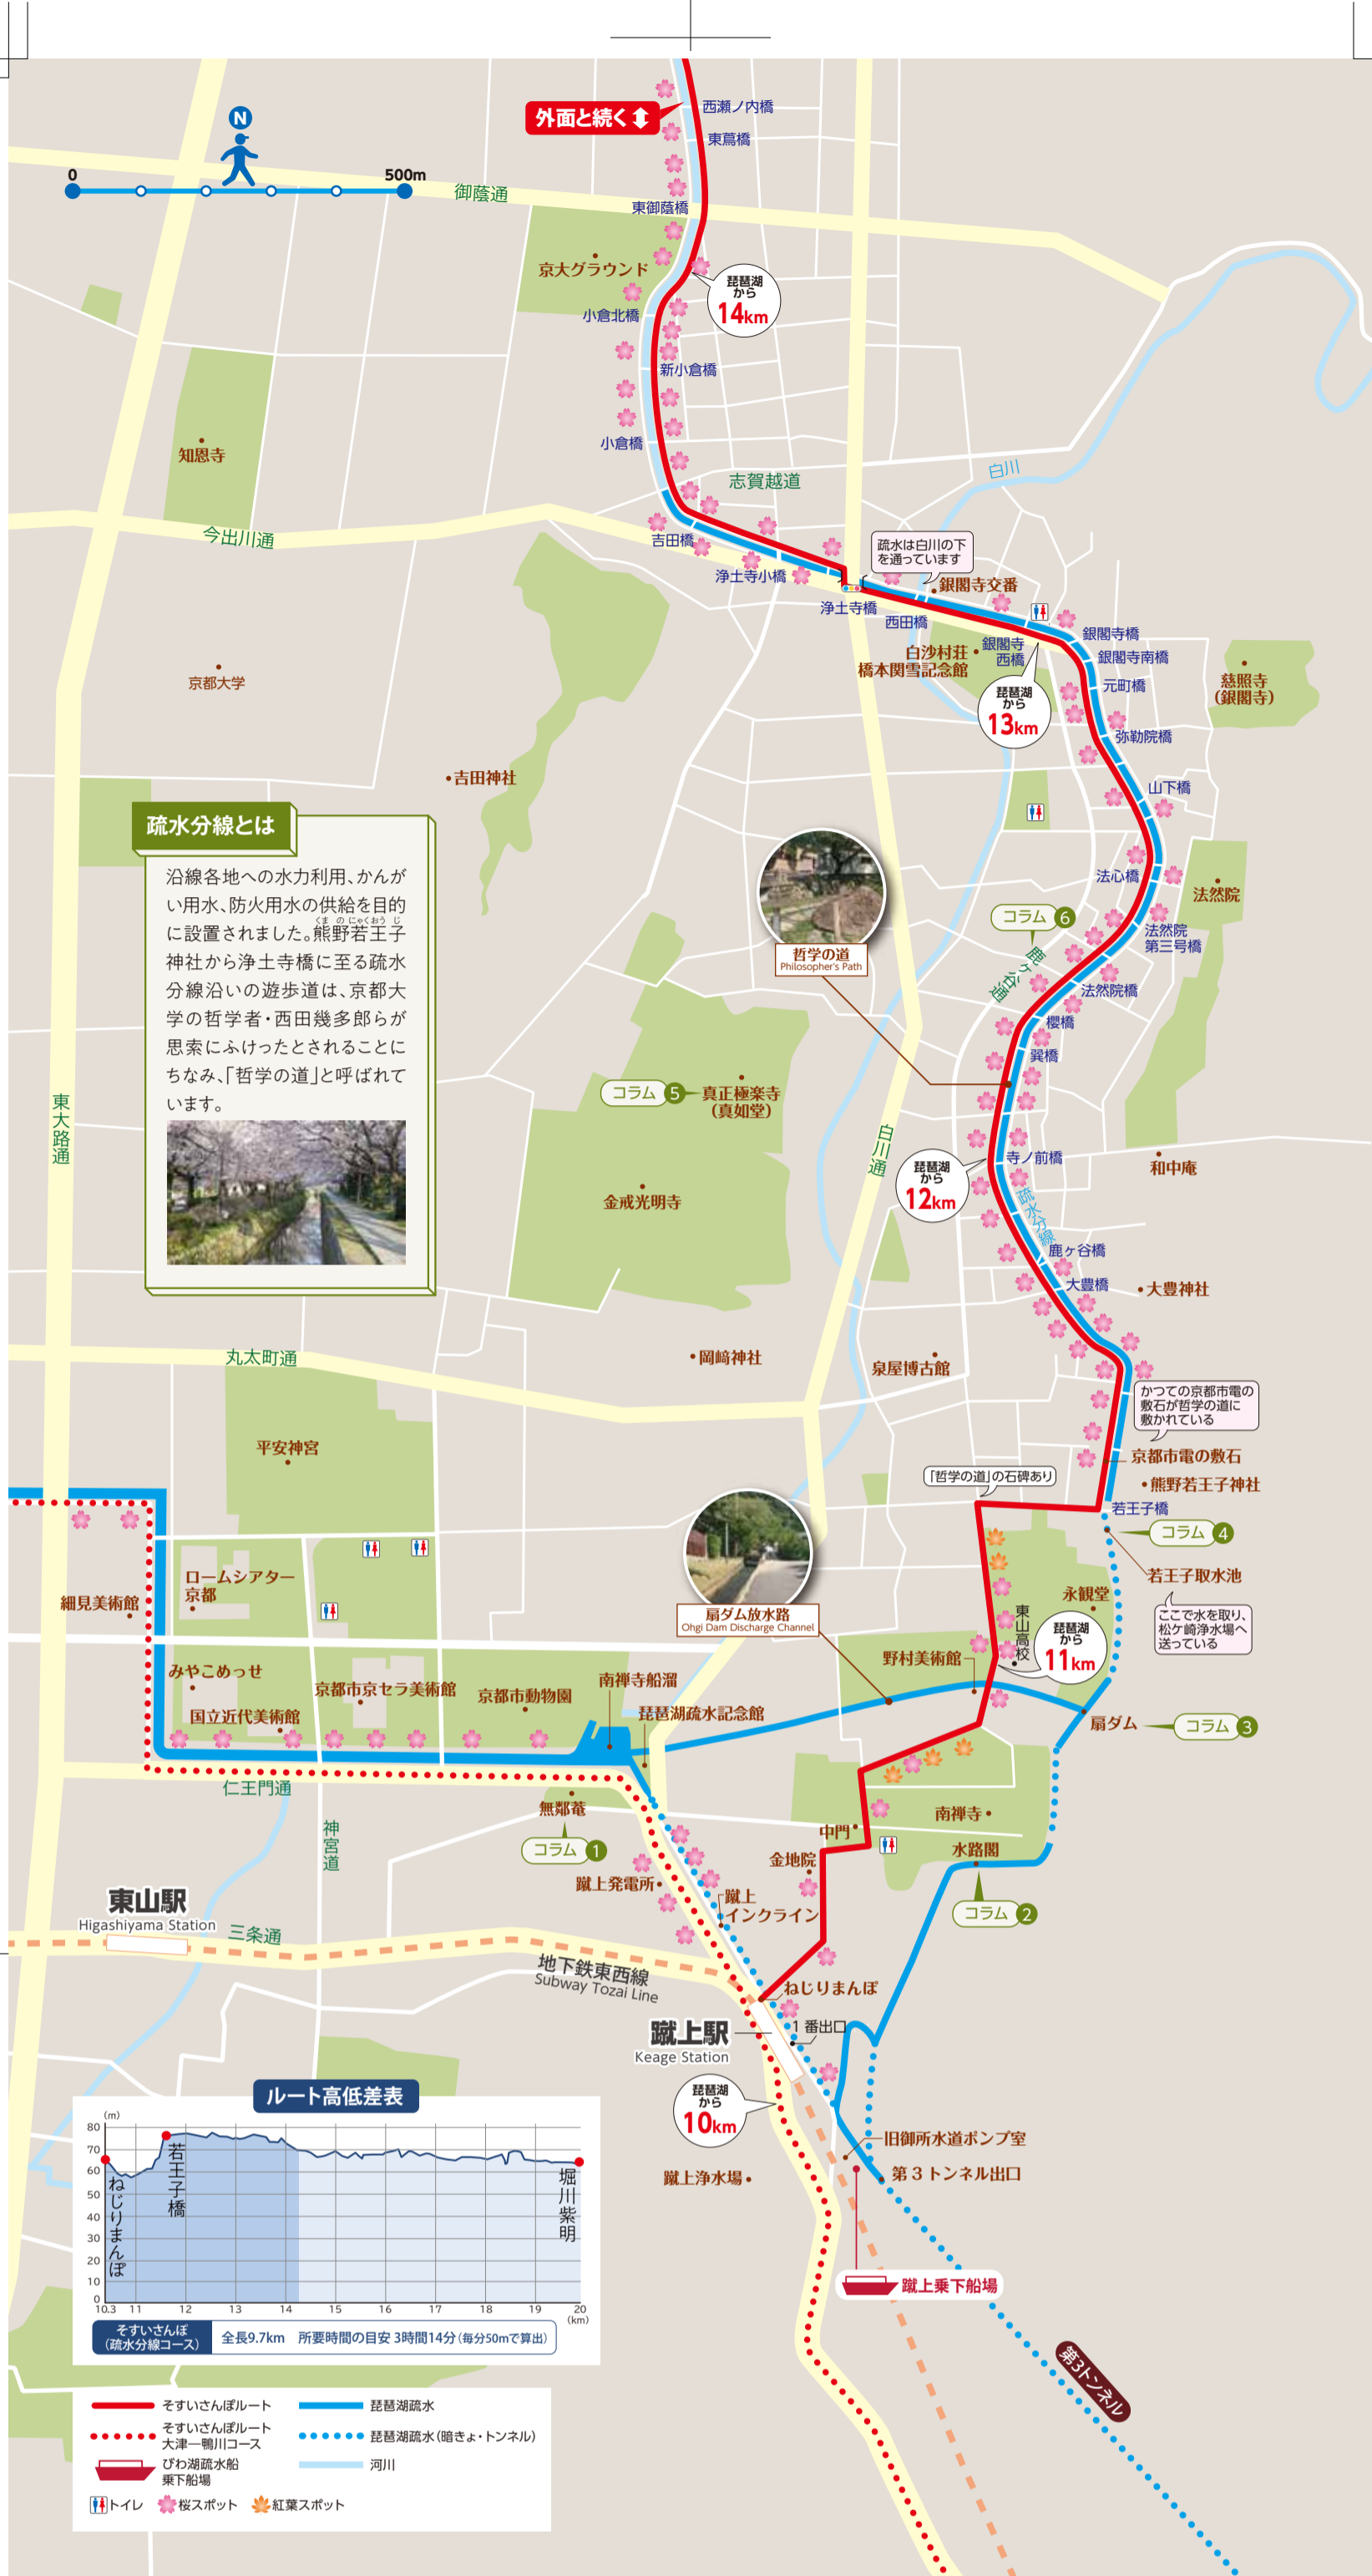 外面と続く
西瀬ノ内橋
東蔦橋
N
0
500m
御蔭通
東御蔭橋
京大グラウンド
琵琶湖
から
14km
小倉北橋
新小倉橋
知恩寺
小倉橋
志賀越道
白川
今出川通
吉田橋
疏水は白川の下
を通っています
浄土寺小橋
銀閣寺交番
浄土寺橋
西田橋
銀閣寺橋
銀閣寺
西橋
白沙村荘
橋本関雪記念館
銀閣寺南橋
元町橋
慈照寺
(銀閣寺)
京都大学
琵琶湖
から
13km
弥勒院橋
吉田神社
山下橋
疏水分線とは
沿線各地への水力利用、かんが
い用水、防火用水の供給を目的
くまのにゃくおうじ
に設置されました。熊野若王子
神社から浄土寺橋に至る疏水
分線沿いの遊歩道は、京都大
学の哲学者・西田幾多郎らが
思索にふけったとされることに
ちなみ、「哲学の道」と呼ばれて
います。
法心橋
法然院
コラム 6
鹿ヶ谷通
法然院
第三号橋
哲学の道
Philosopher's Path
法然院橋
櫻橋
巽橋
コラム 5
真正極楽寺
(真如堂)
東大路通
白川通
寺ノ前橋
和中庵
琵琶湖
から
12km
金戒光明寺
疏水分線
鹿ヶ谷橋
大豊橋
大豊神社
丸太町通
岡﨑神社
泉屋博古館
かつての京都市電の
敷石が哲学の道に
敷かれている
平安神宮
京都市電の敷石
「哲学の道」の石碑あり
熊野若王子神社
若王子橋
コラム 4
若王子取水池
ロームシアター
京都
細見美術館
永観堂
ここで水を取り、
松ケ崎浄水場へ
送っている
扇ダム放水路
Ohgi Dam Discharge Channel
東山高校
琵琶湖
から
11km
野村美術館
みやこめっせ
京都市京セラ美術館
京都市動物園
南禅寺船溜
国立近代美術館
琵琶湖疏水記念館
扇ダム
コラム 3
仁王門通
無鄰菴
コラム 1
神宮道
中門
南禅寺
金地院
水路閣
コラム 2
蹴上発電所
蹴上
インクライン
東山駅
Higashiyama Station
三条通
地下鉄東西線
Subway Tozai Line
ねじりまんぽ
蹴上駅
Keage Station
1番出口
琵琶湖
から
10km
旧御所水道ポンプ室
蹴上浄水場
第3トンネル出口
蹴上乗下船場
第3トンネル
ルート高低差表
(m)
80
70
60
50
40
30
20
10
0
ねじりまんぽ
若王子橋
堀川紫明
10.3 11 12 13 14 15 16 17 18 19 20
(km)
そすいさんぽ
(疏水分線コース)
全長9.7km 所要時間の目安 3時間14分(毎分50mで算出)
そすいさんぽルート
琵琶湖疏水
そすいさんぽルート
大津―鴨川コース
琵琶湖疏水(暗きょ・トンネル)
びわ湖疏水船
乗下船場
河川
トイレ
桜スポット
紅葉スポット